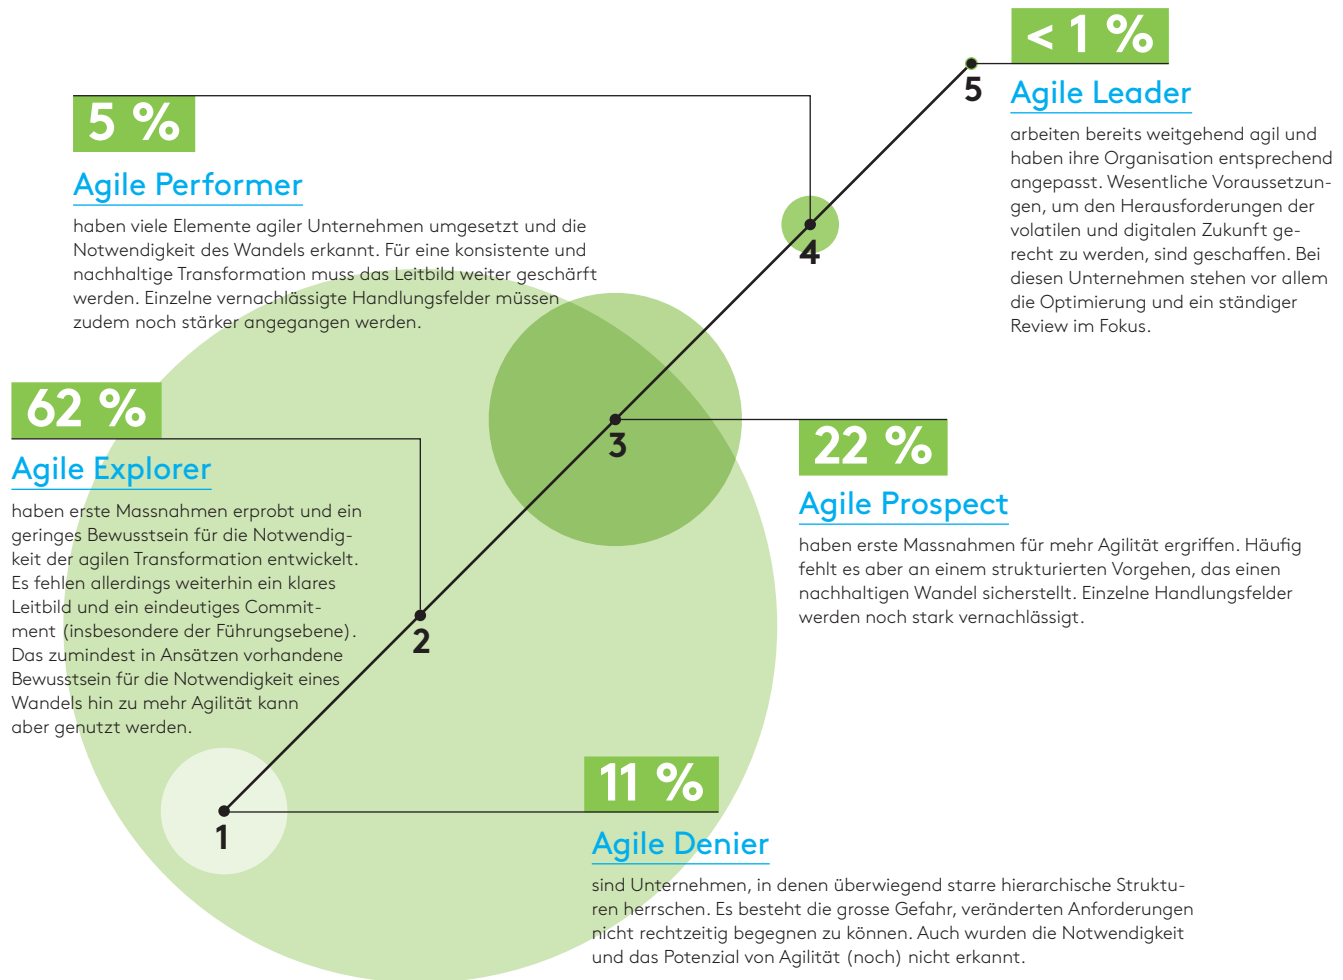 < 1 %
5
Agile Leader
arbeiten bereits weitgehend agil und
haben ihre Organisation entsprechend
angepasst. Wesentliche Voraussetzun-
gen, um den Herausforderungen der
volatilen und digitalen Zukunft ge-
recht zu werden, sind geschaffen. Bei
diesen Unternehmen stehen vor allem
die Optimierung und ein ständiger
Review im Fokus.
5 %
Agile Performer
haben viele Elemente agiler Unternehmen umgesetzt und die
Notwendigkeit des Wandels erkannt. Für eine konsistente und
nachhaltige Transformation muss das Leitbild weiter geschärft
werden. Einzelne vernachlässigte Handlungsfelder müssen
zudem noch stärker angegangen werden.
4
62 %
Agile Explorer
haben erste Massnahmen erprobt und ein
geringes Bewusstsein für die Notwendig-
keit der agilen Transformation entwickelt.
Es fehlen allerdings weiterhin ein klares
Leitbild und ein eindeutiges Commit-
ment (insbesondere der Führungsebene).
Das zumindest in Ansätzen vorhandene
Bewusstsein für die Notwendigkeit eines
Wandels hin zu mehr Agilität kann
aber genutzt werden.
2
3
22 %
Agile Prospect
haben erste Massnahmen für mehr Agilität ergriffen. Häufig
fehlt es aber an einem strukturierten Vorgehen, das einen
nachhaltigen Wandel sicherstellt. Einzelne Handlungsfelder
werden noch stark vernachlässigt.
1
11 %
Agile Denier
sind Unternehmen, in denen überwiegend starre hierarchische Struktu-
ren herrschen. Es besteht die grosse Gefahr, veränderten Anforderungen
nicht rechtzeitig begegnen zu können. Auch wurden die Notwendigkeit
und das Potenzial von Agilität (noch) nicht erkannt.